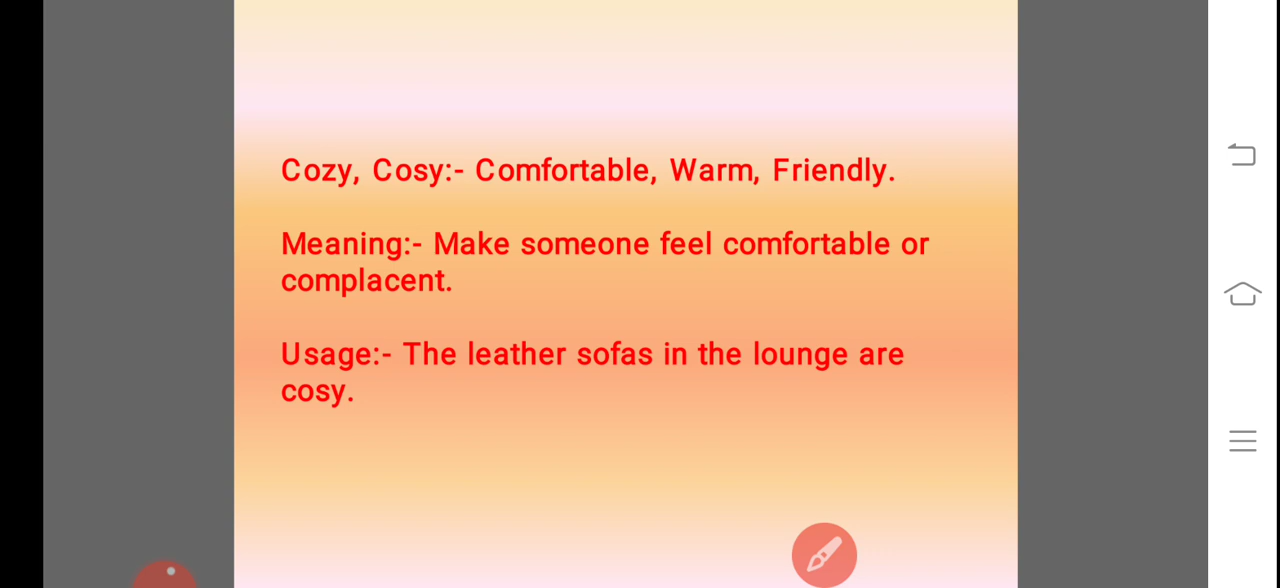 Cozy, Cosy:- Comfortable, Warm, Friendly.
Meaning:- Make someone feel comfortable or
complacent.
Usage:- The leather sofas in the lounge are
cosy.